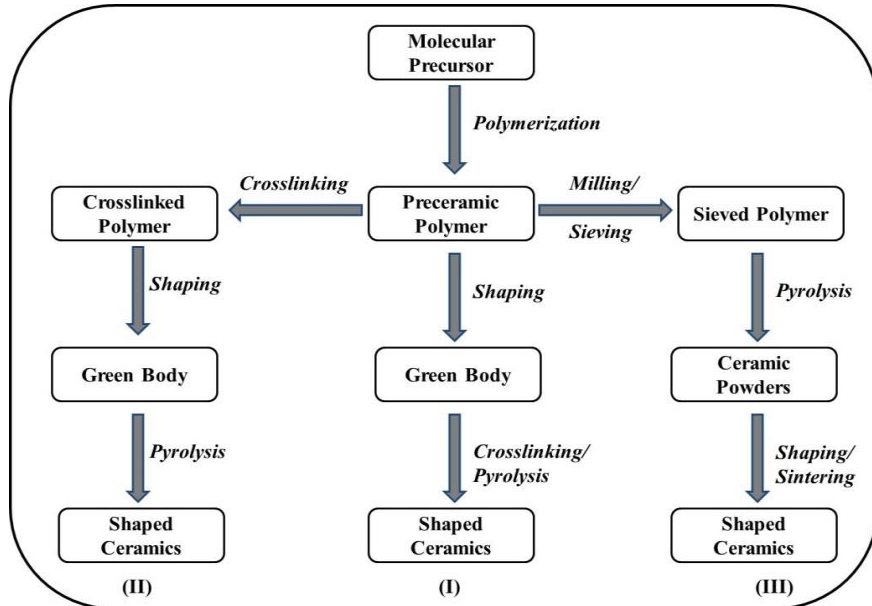 Molecular
Precursor
Polymerization
Crosslinking
Milling/
Crosslinked
Polymer
Preceramic
Polymer
Sieving
Sieved Polymer
Shaping
Shaping
Pyrolysis
Green Body
Green Body
Ceramic
Powders
Pyrolysis
Crosslinking/
Pyrolysis
Shaping/
Sintering
Shaped
Ceramics
Shaped
Ceramics
Shaped
Ceramics
(II)
(I)
(III)